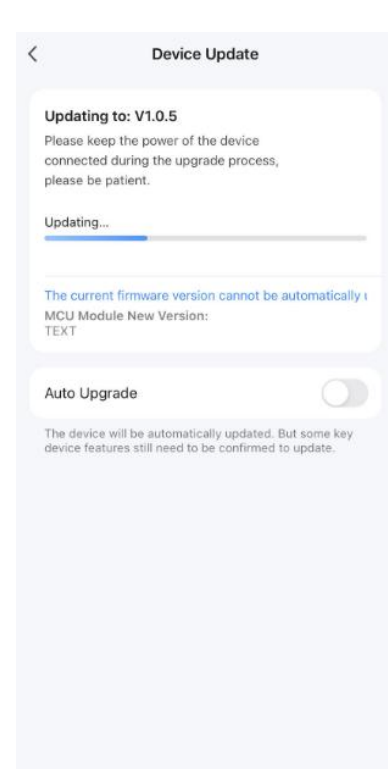 Device Update
Updating to: V1.0.5
Please keep the power of the device
connected during the upgrade process,
please be patient.
Updating...
The current firmware version cannot be automatically
MCU Module New Version:
TEXT
Auto Upgrade
The device will be automatically updated. But some key
device features still need to be confirmed to update.